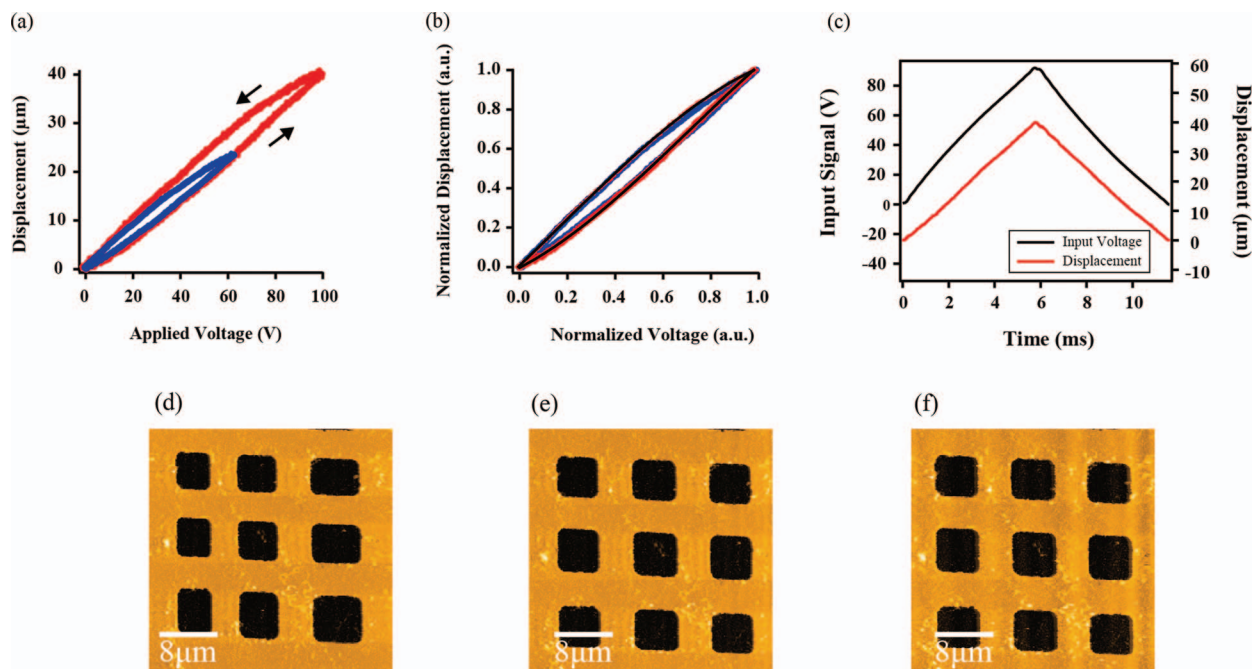 (a)
(b)
(c)
40
30
20
10
0
Displacement (µm)
0
20
40
60
80
100
Applied Voltage (V)
1.0
0.8
0.6
0.4
0.2
0.0
Normalized Displacement (a.u.)
0.0
0.2
0.4
0.6
0.8
1.0
Normalized Voltage (a.u.)
80
60
40
20
0
-20
-40
Input Signal (V)
60
50
40
30
20
10
0
-10
Displacement (µm)
Input Voltage
Displacement
0
2
4
6
8
10
Time (ms)
(d)
(e)
(f)
8µm
8µm
8µm